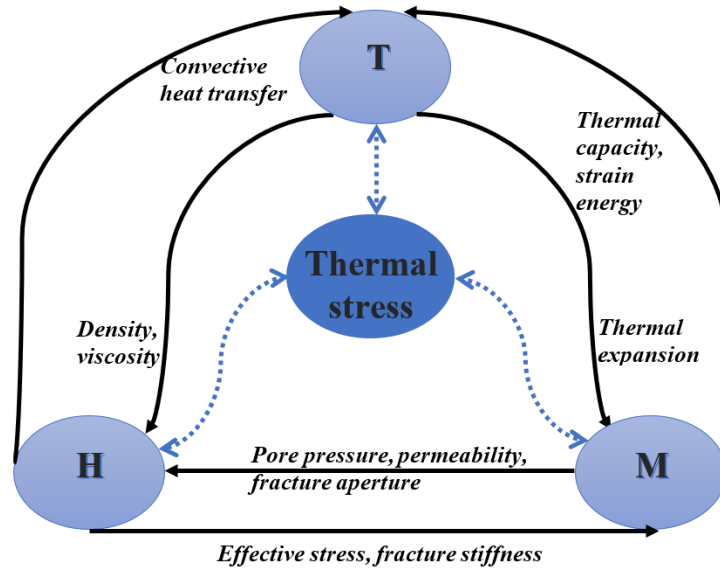 T
Convective
heat transfer
Thermal
capacity,
strain
energy
Thermal
stress
Density,
viscosity
Thermal
expansion
H
Pore pressure, permeability,
fracture aperture
M
Effective stress, fracture stiffness